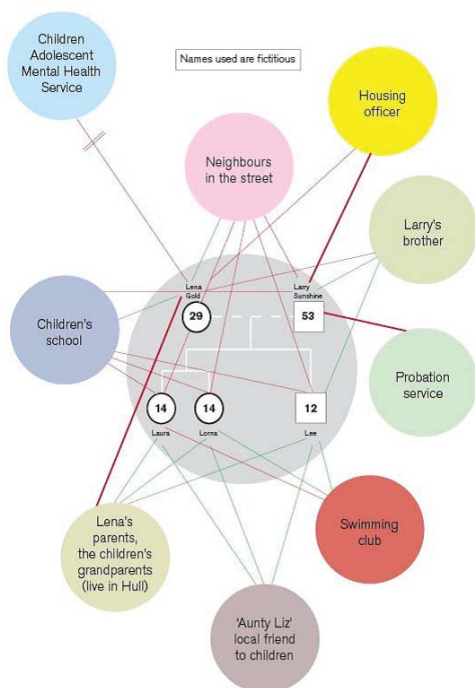 Children
Adolescent
Mental Health
Service
Names used are fictitious
Housing
officer
Neighbours
in the street
Larry's
brother
Lena
Gold
Larry
Sunshine
29
53
Children's
school
Probation
service
14
14
12
Laura
Lorna
Lee
Lena's
parents,
the children's
grandparents
(live in Hull)
Swimming
club
'Aunty Liz'
local friend
to children